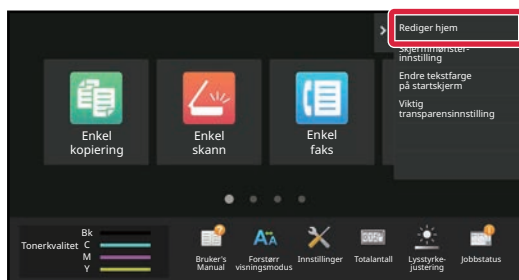 Rediger hjem
Skjermmønster-
innstilling
Endre tekstfarge
på startskjerm
Viktig
transparensinnstilling
Enkel
kopiering
Enkel
skann
Enkel
faks
Tonerkvalitet
Bk
C
M
Y
Bruker's
Manual
Forstørr
visningsmodus
Innstillinger
Totalantall
Lysstyrke-
justering
Jobbstatus